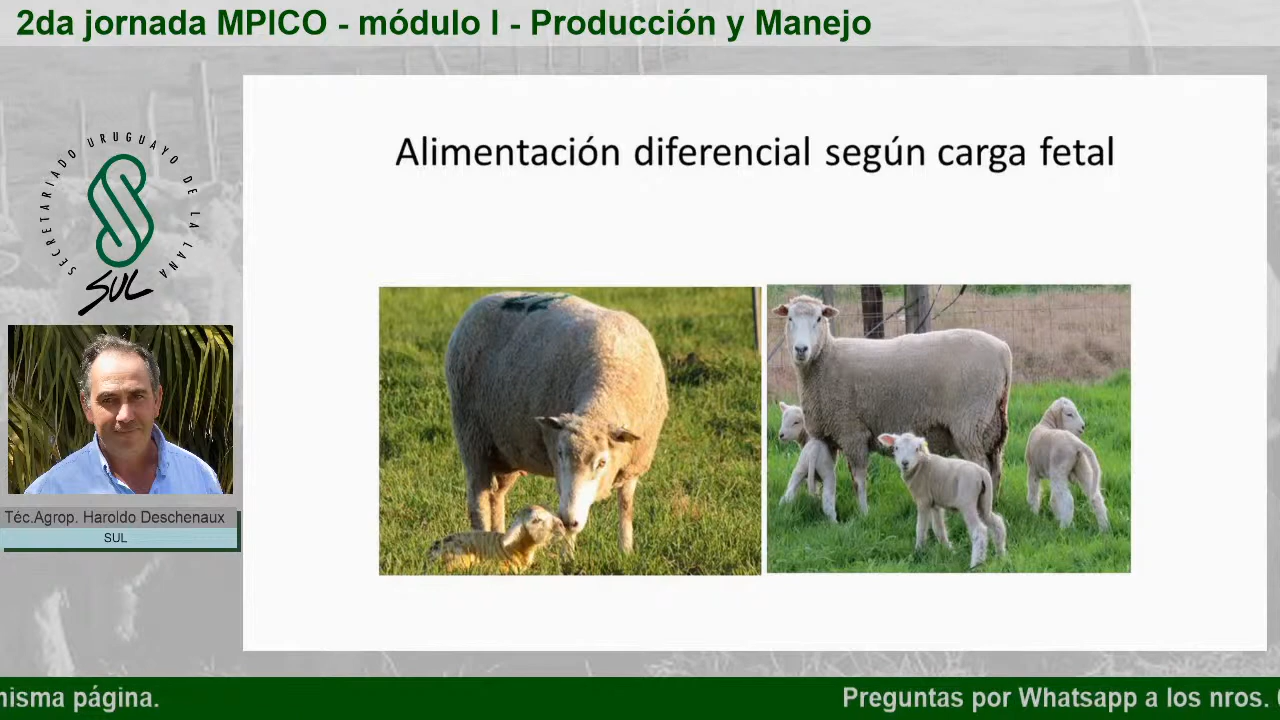 2da jornada MPICO - módulo I - Producción y Manejo
SECRETARIADO URUGUAYO DE LA LANA
SUL
Alimentación diferencial según carga fetal
Téc.Agrop. Haroldo Deschenaux
SUL
misma página.
Preguntas por Whatsapp a los nros.